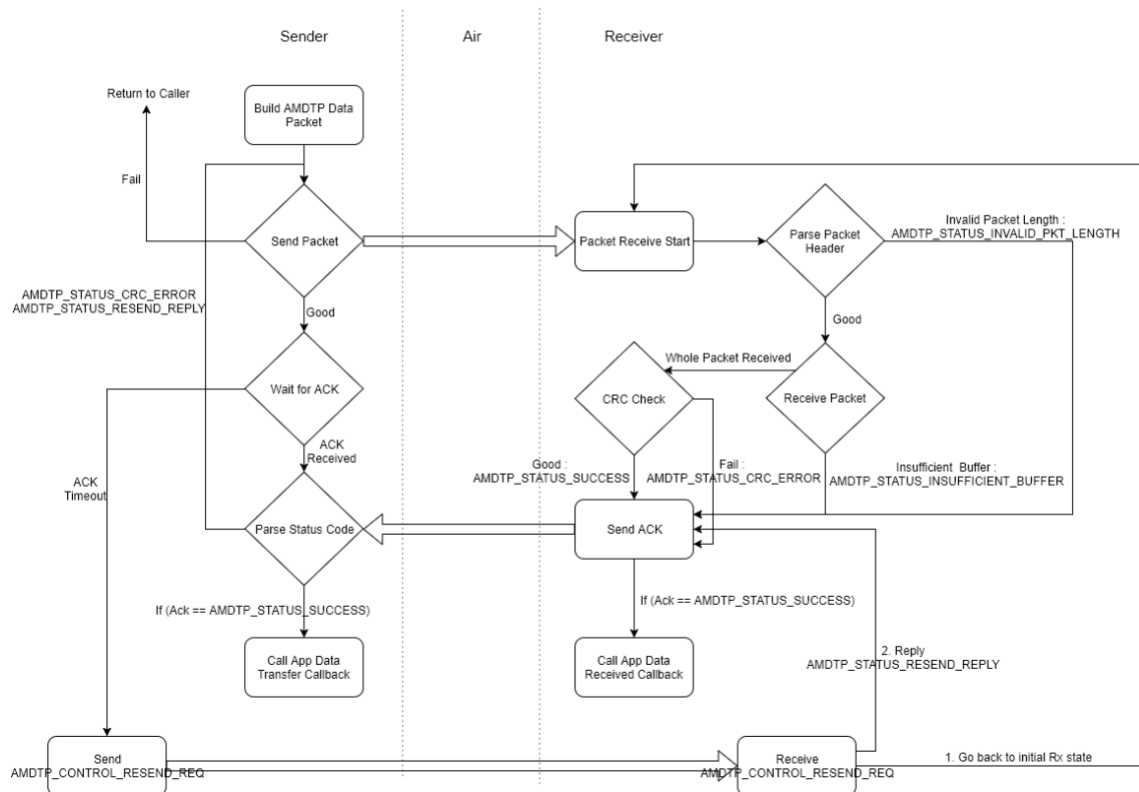 Sender
Air
Receiver
Return to Caller
Build AMDTP Data
Packet
Fail
Send Packet
Packet Receive Start
Parse Packet
Header
Invalid Packet Length :
AMDTP_STATUS_INVALID_PKT_LENGTH
AMDTP_STATUS_CRC_ERROR
AMDTP_STATUS_RESEND_REPLY
Good
Good
Whole Packet Received
Wait for ACK
CRC Check
Receive Packet
ACK
Received
ACK
Timeout
Good :
AMDTP_STATUS_SUCCESS)
Fail :
AMDTP_STATUS_CRC_ERROR)
Insufficient Buffer :
AMDTP_STATUS_INSUFFICIENT_BUFFER
Parse Status Code
Send ACK
If (Ack == AMDTP_STATUS_SUCCESS)
If (Ack == AMDTP_STATUS_SUCCESS)
Call App Data
Transfer Callback
Call App Data
Received Callback
2. Reply
AMDTP_STATUS_RESEND_REPLY
Send
AMDTP_CONTROL_RESEND_REQ
Receive
AMDTP_CONTROL_RESEND_REQ
1. Go back to initial Rx state